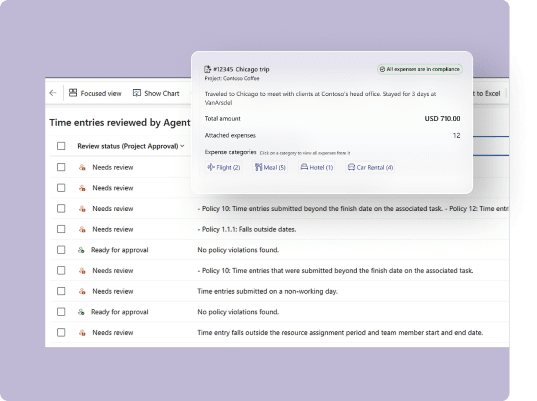 #12345 Chicago trip
All expenses are in compliance
Project: Contoso Coffee
Traveled to Chicago to meet with clients at Contoso's head office. Stayed for 3 days at
VanArsdel
Total amount USD 710.00
Attached expenses 12
Expense categories Click on a category to view all expenses from it
Flight (2) Meal (5) Hotel (1) Car Rental (4)
Focused view Show Chart t to Excel
Time entries reviewed by Agent
Review status (Project Approval)
Needs review
Needs review
Needs review - Policy 10: Time entries submitted beyond the finish date on the associated task. - Policy 12: Time entr
Needs review - Policy 1.1.1: Falls outside dates.
Ready for approval No policy violations found.
Needs review - Policy 10: Time entries that were submitted beyond the finish date on the associated task.
Needs review Time entries submitted on a non-working day.
Ready for approval No policy violations found.
Needs review Time entry falls outside the resource assignment period and team member start and end date.